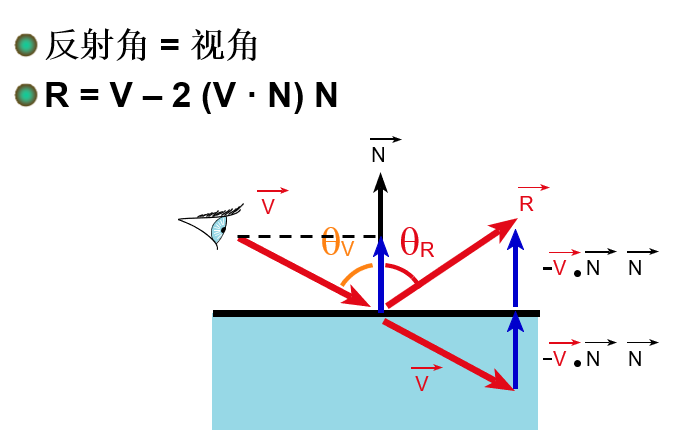 反射角 = 视角
R = V – 2 (V · N) N
N
V
R
θV
θR
-V . N N
-V . N N
V